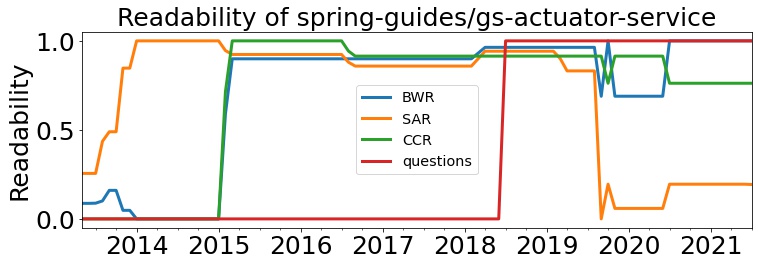 Readability of spring-guides/gs-actuator-service
Readability
1.0
0.5
0.0
BWR
SAR
CCR
questions
2014 2015 2016 2017 2018 2019 2020 2021